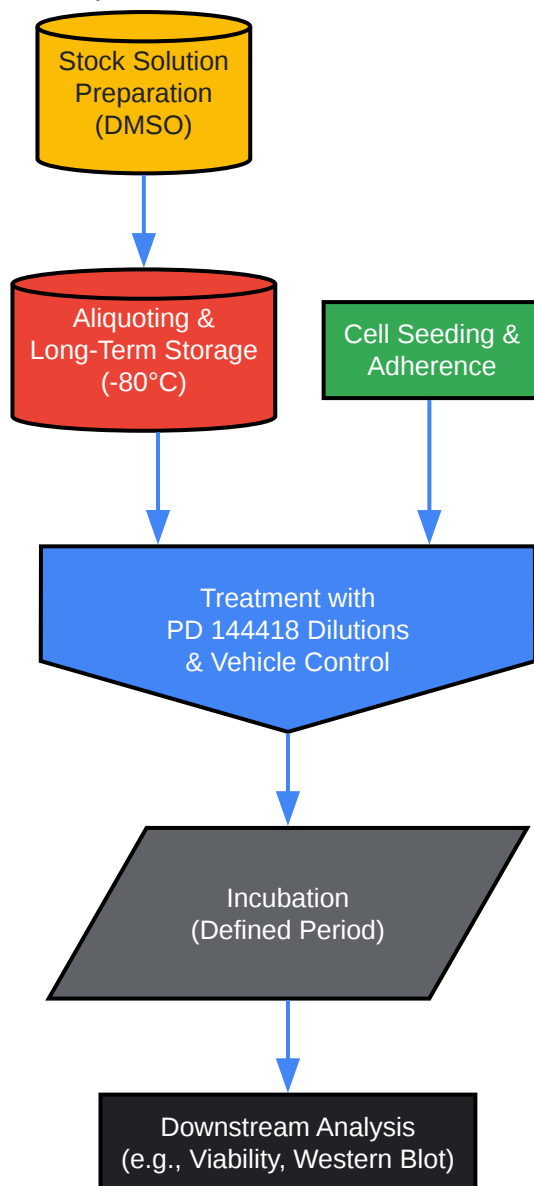 Stock Solution
Preparation
(DMSO)
Aliquoting &
Long-Term Storage
(-80°C)
Cell Seeding &
Adherence
Treatment with
PD 144418 Dilutions
& Vehicle Control
Incubation
(Defined Period)
Downstream Analysis
(e.g., Viability, Western Blot)